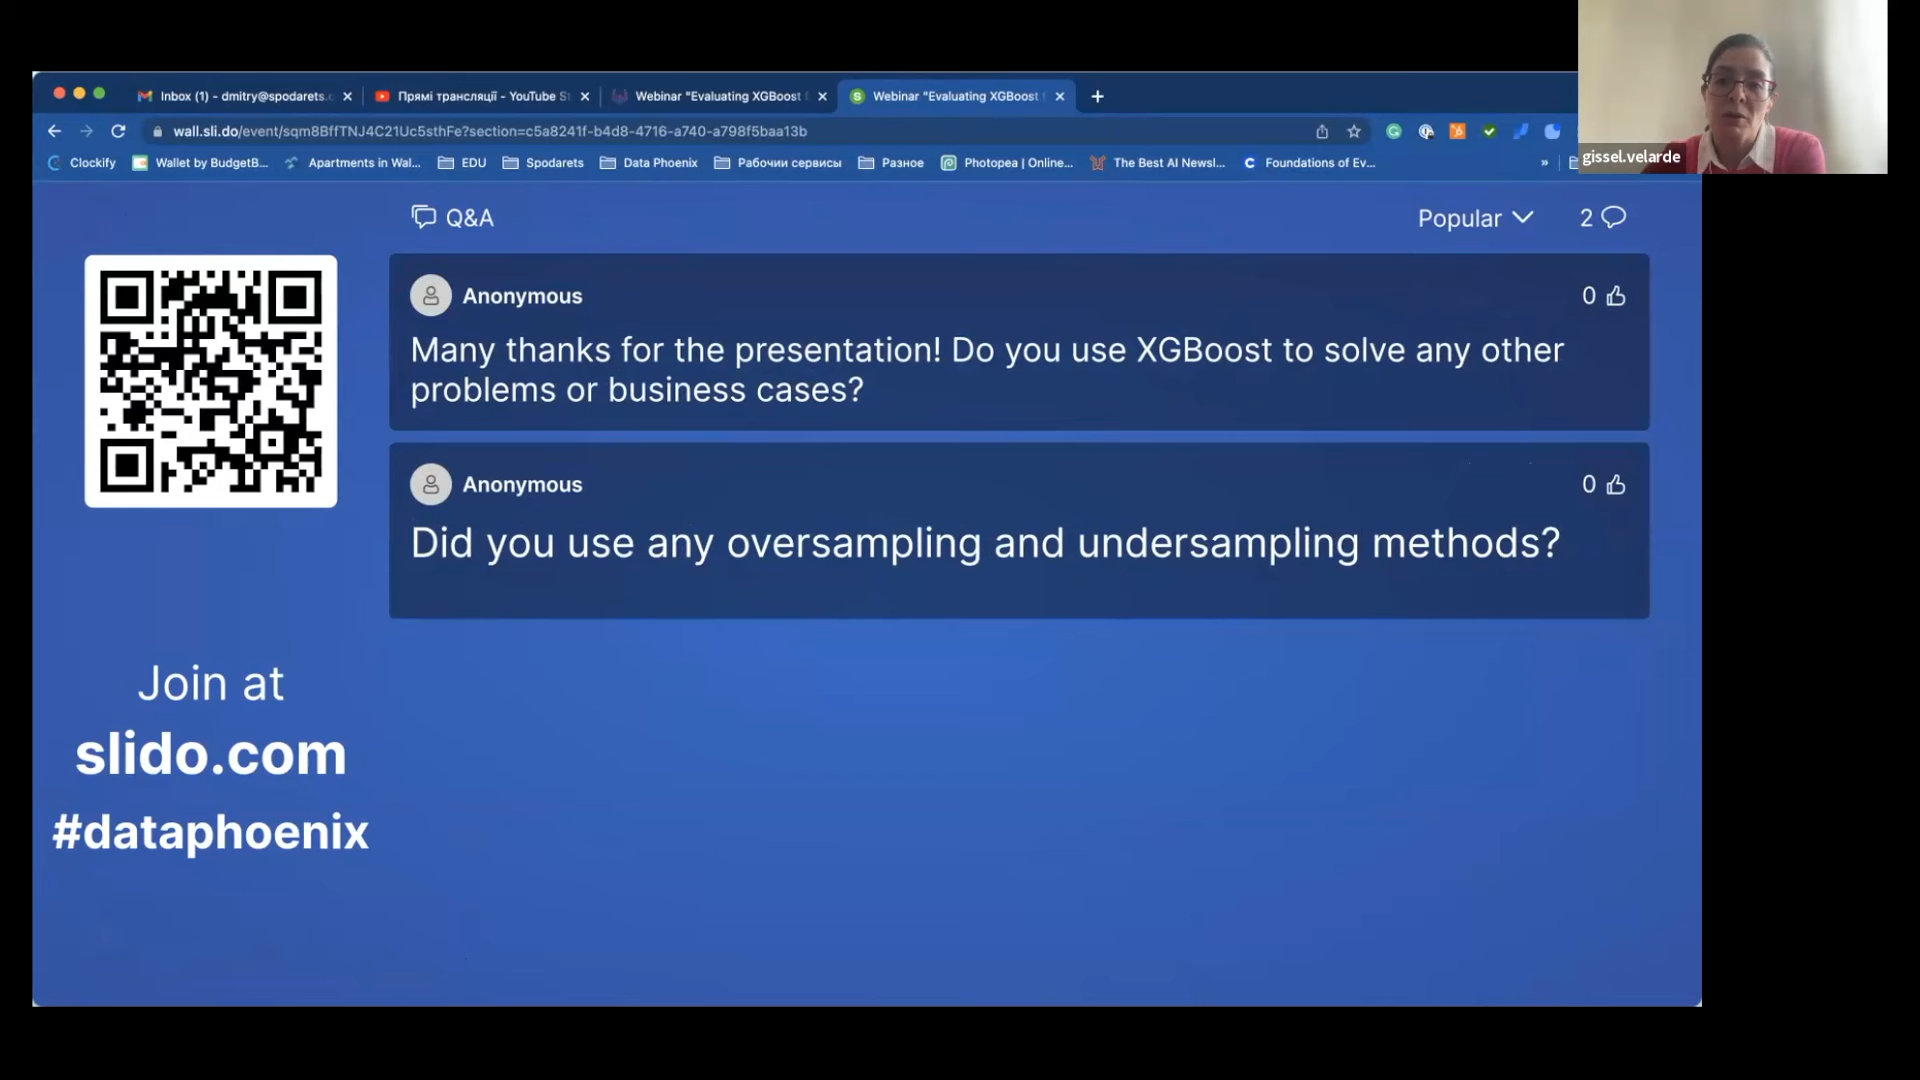 Inbox (1) - dmitry@spodarets.
Прямі трансляції - YouTube S
Webinar "Evaluating XGBoost
Webinar "Evaluating XGBoost f
wall.sli.do/event/sqm8BffTNJ4C21Uc5sthFe?section=c5a8241f-b4d8-4716-a740-a798f5baa13b
Clockify
Wallet by BudgetB...
Apartments in Wal...
EDU
Spodarets
Data Phoenix
Рабочии сервисы
Разное
Photopea | Online...
The Best AI Newsl...
Foundations of Ev...
»
gissel.velarde
Q&A
Popular
2
Anonymous
0
Many thanks for the presentation! Do you use XGBoost to solve any other
problems or business cases?
Anonymous
0
Did you use any oversampling and undersampling methods?
Join at
slido.com
#dataphoenix